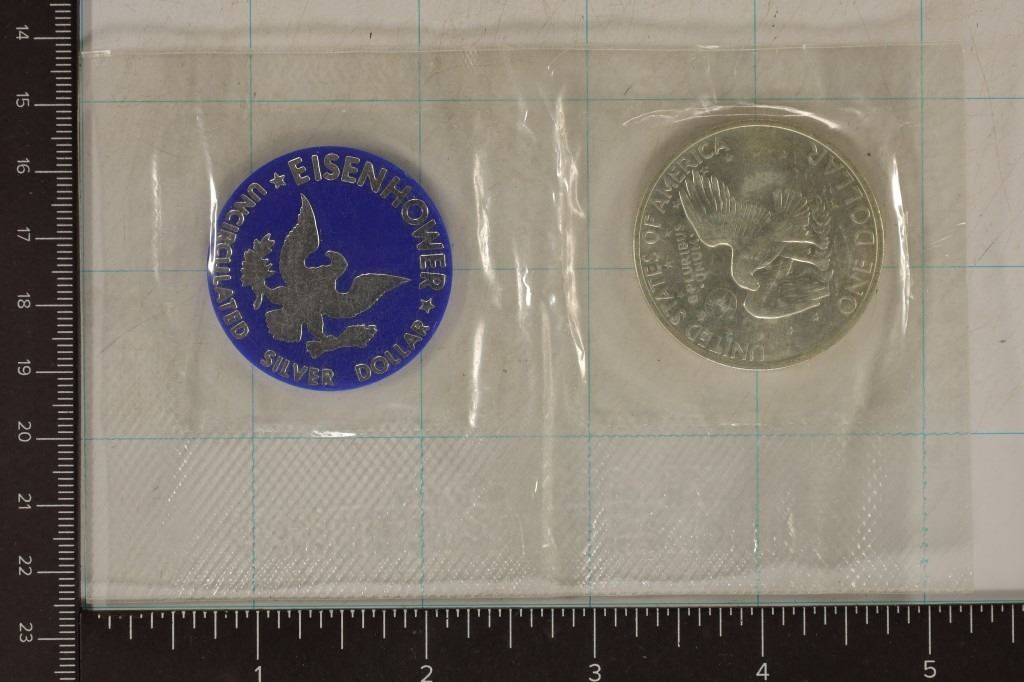 ★ EISENHOWER ★
UNCIRCULATED SILVER DOLLAR
UNITED STATES OF AMERICA
E PLURIBUS UNUM
ONE DOLLAR
14
15
16
17
18
19
20
21
22
23
1 2 3 4 5